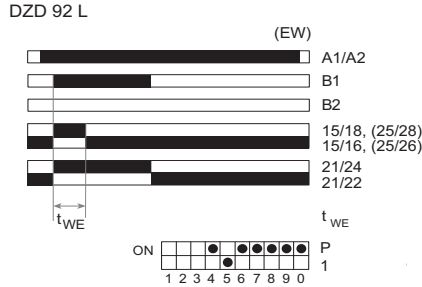 DZD 92 L
(EW)
A1/A2
B1
B2
15/18, (25/28)
15/16, (25/26)
21/24
21/22
tWE
t WE
ON
P
1
1 2 3 4 5 6 7 8 9 0